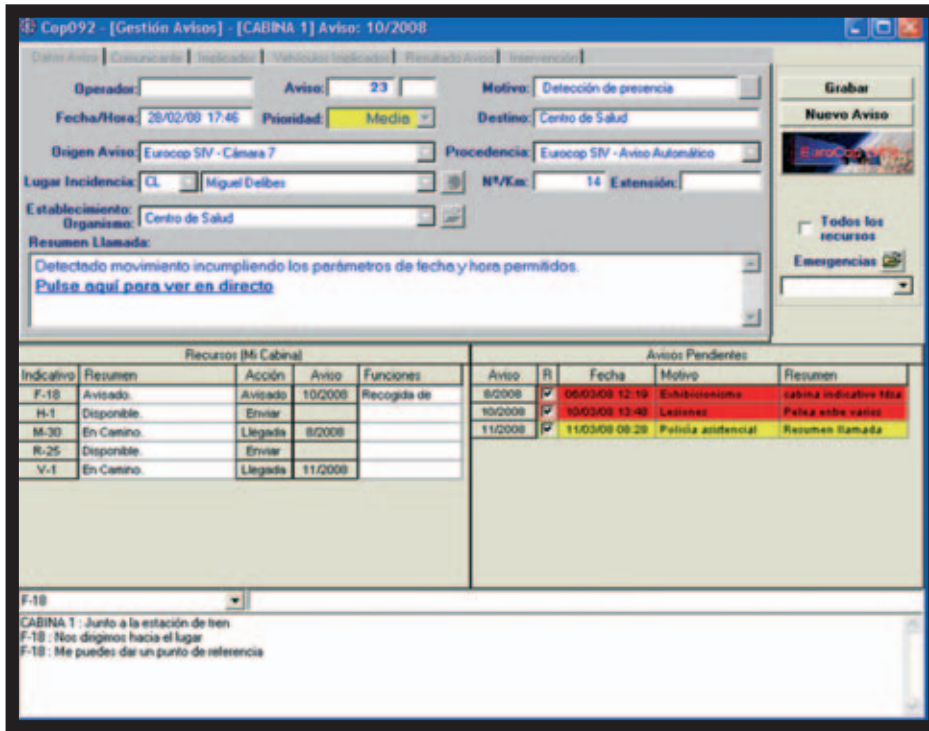 Cop092 - [Gestión Avisos] - [CABINA 1] Aviso: 10/2008
Datos Aviso Comunicante Implicados Vehículos Implicados Resultado Aviso Intervención
Operador: Aviso: 23 Motivo: Detección de presencia Grabar
Fecha/Hora: 28/02/08 17:46 Prioridad: Media Destino: Centro de Salud Nuevo Aviso
Origen Aviso: Eurocop SIV - Cámara 7 Procedencia: Eurocop SIV - Aviso Automático EuroCop
Lugar Incidencia: CL Miguel Delibes Nº/Km: 14 Extensión:
Establecimiento:
Organismo: Centro de Salud
Todos los
recursos
Resumen Llamada:
Emergencias
Detectado movimiento incumpliendo los parámetros de fecha y hora permitidos.
Pulse aquí para ver en directo
Recursos (Mi Cabina) Avisos Pendientes
Indicativo Resumen Acción Aviso Funciones Aviso R Fecha Motivo Resumen
F-18 Avisado. Avisado 10/2008 Recogida de 8/2008 06/03/08 12:19 Exhibicionismo cabina indicativo
H-1 Disponible. Enviar 10/2008 10/03/08 13:48 Lesiones Pelea entre varios
M-30 En Camino. Llegada 8/2008 11/2008 11/03/08 08:28 Policía asistencial Resumen llamada
R-25 Disponible. Enviar
V-1 En Camino. Llegada 11/2008
F-18
CABINA 1 : Junto a la estación de tren
F-18 : Nos dirigimos hacia el lugar
F-18 : Me puedes dar un punto de referencia